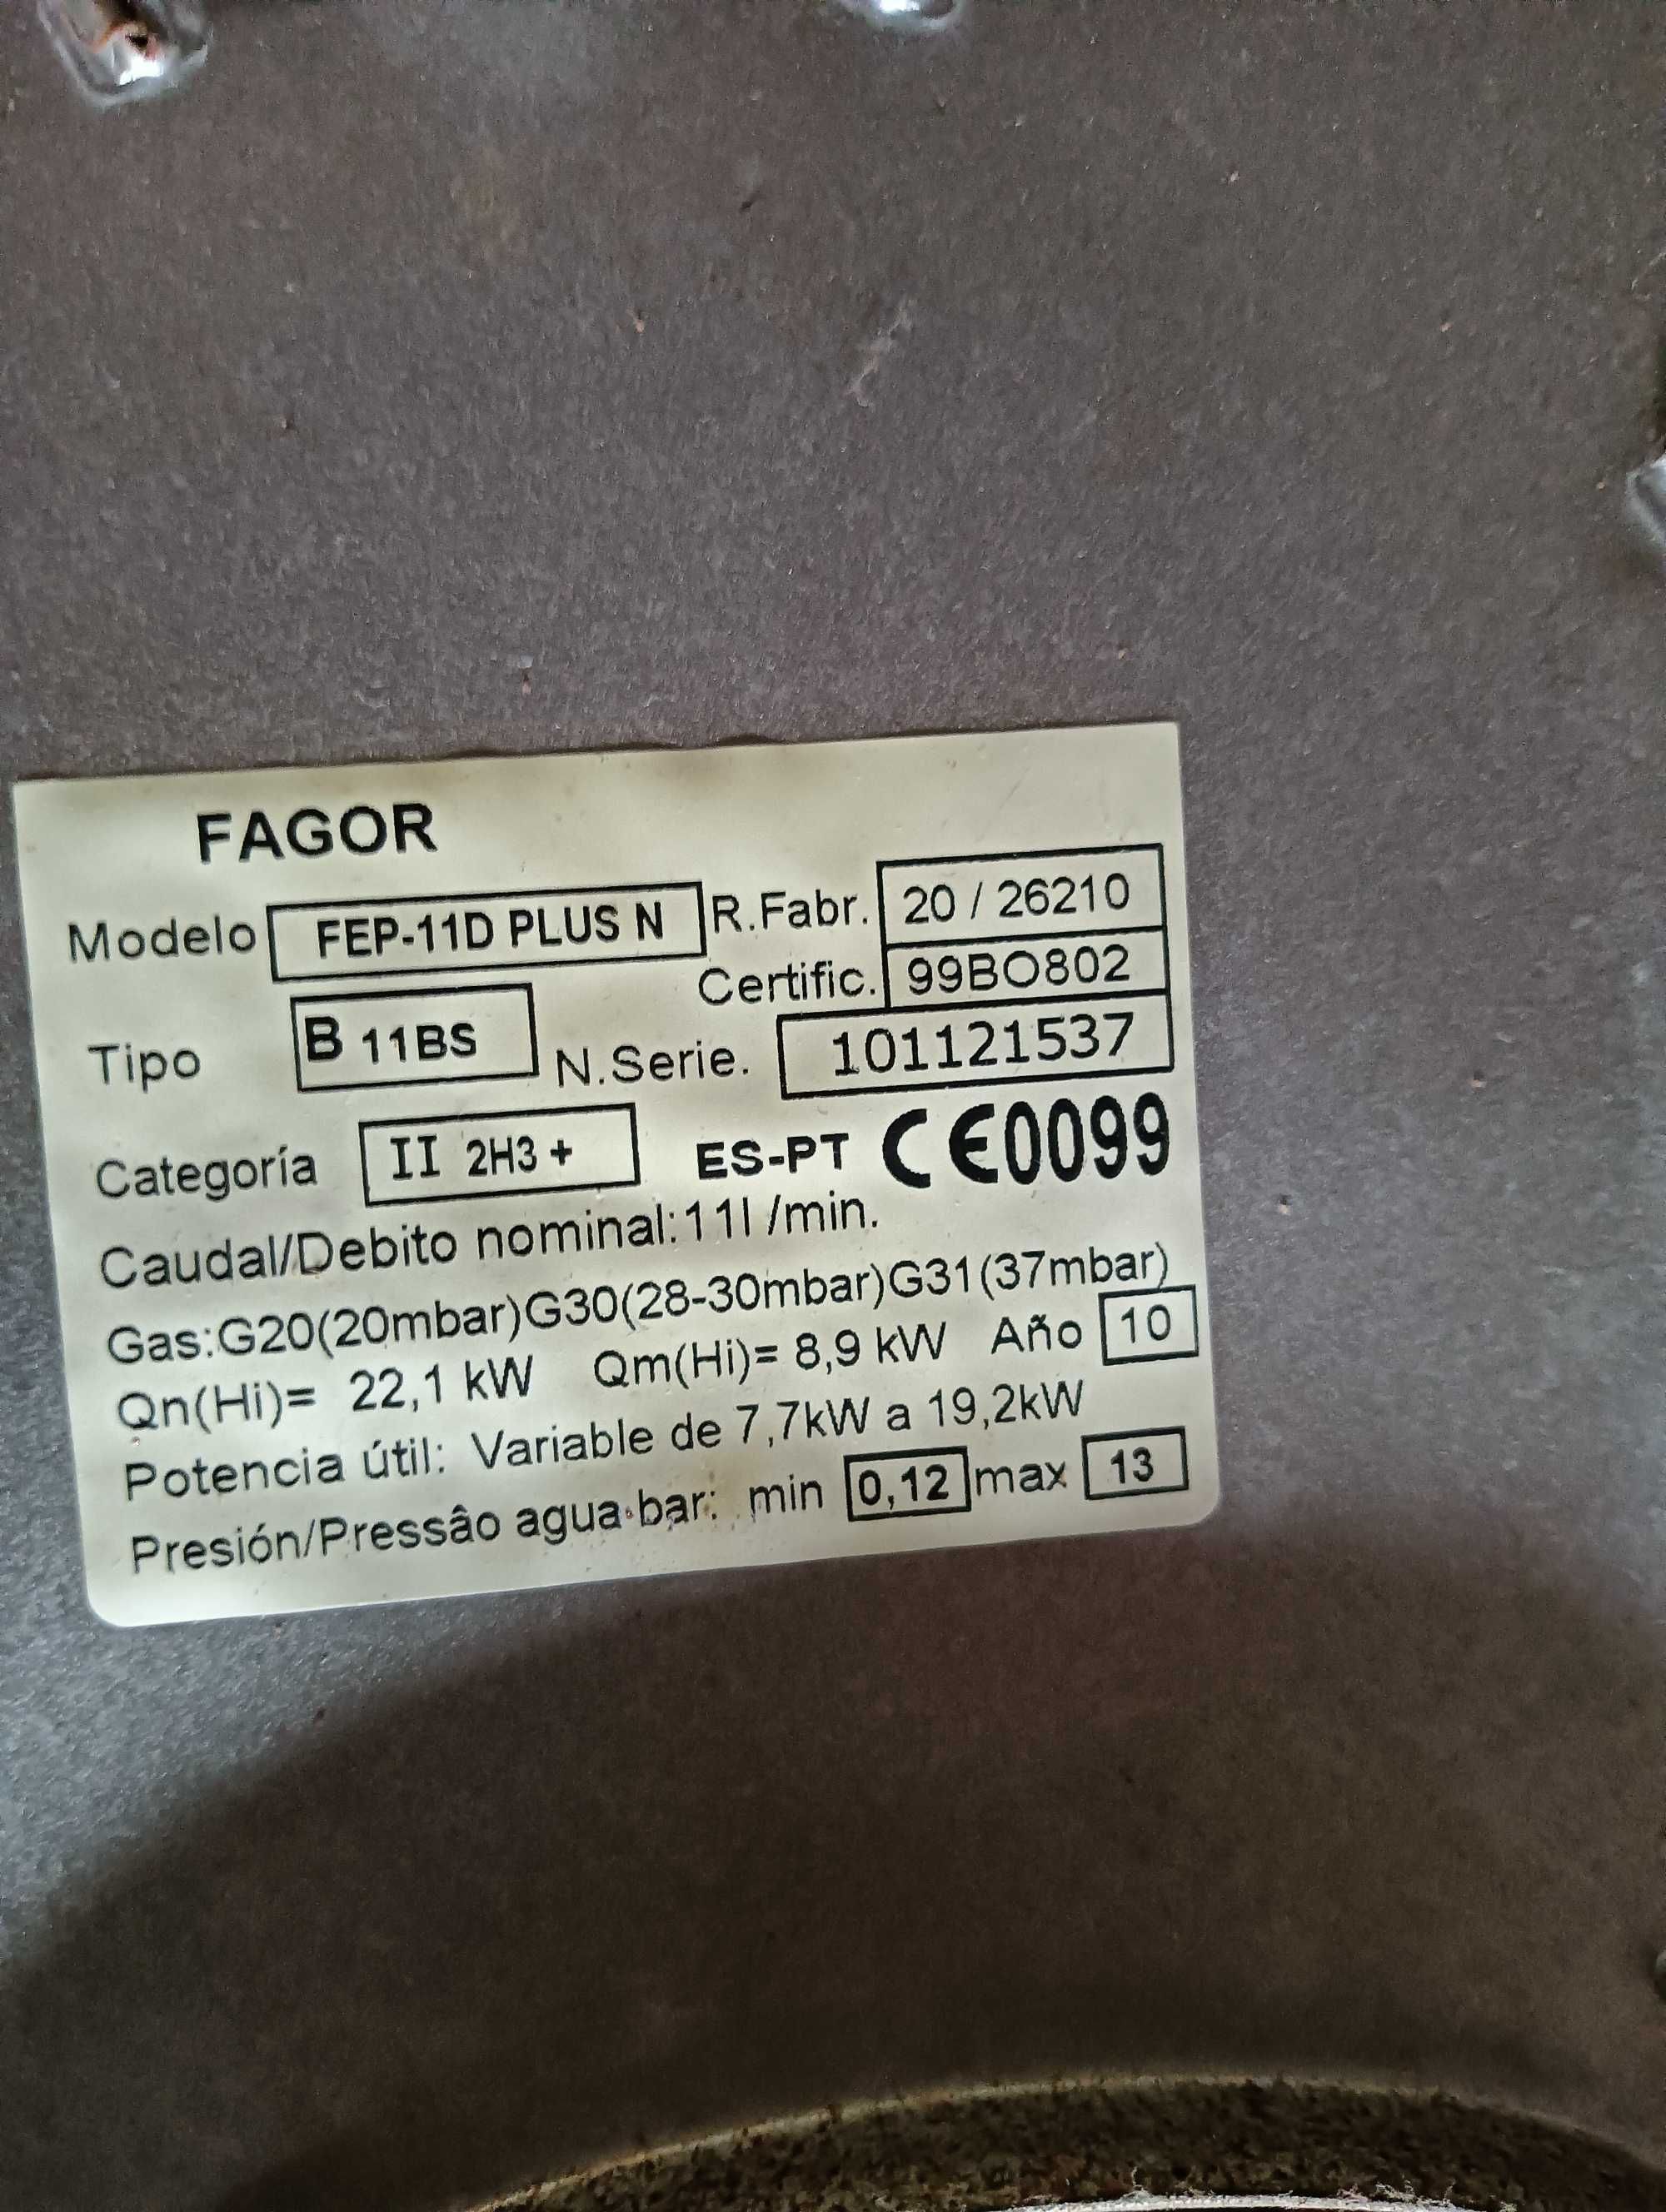 FAGOR
Modelo FEP-11D PLUS N R.Fabr. 20 / 26210
Certific. 99BO802
Tipo B 11BS N.Serie. 101121537
Categoría II 2H3 + ES-PT CE0099
Caudal/Debito nominal:11l /min.
Gas:G20(20mbar)G30(28-30mbar)G31(37mbar)
Qn(Hi)= 22,1 kW Qm(Hi)= 8,9 kW Año 10
Potencia útil: Variable de 7,7kW a 19,2kW
Presión/Pressâo agua bar: min 0,12 max 13